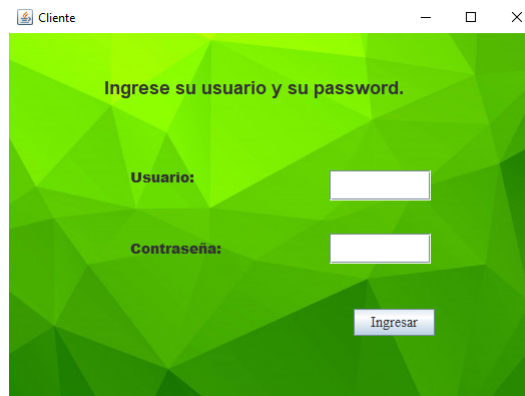 Cliente
Ingrese su usuario y su password.
Usuario:
Contraseña:
Ingresar